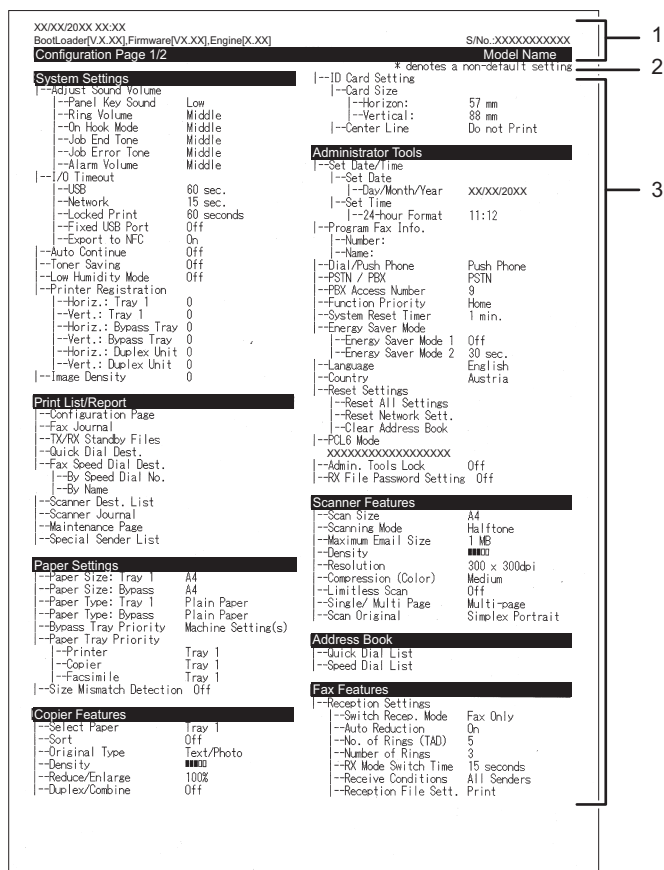 XX/XX/20XX XX:XX
BootLoader[V.X.XX],Firmware[VX.XX],Engine[X.XX] S/No.:XXXXXXXXXXX
Configuration Page 1/2 Model Name
1
* denotes a non-default setting
2
3
System Settings
|--Adjust Sound Volume
|--Panel Key Sound Low
|--Ring Volume Middle
|--On Hook Mode Middle
|--Job End Tone Middle
|--Job Error Tone Middle
|--Alarm Volume Middle
|--I/O Timeout
|--USB 60 sec.
|--Network 15 sec.
|--Locked Print 60 seconds
|--Fixed USB Port Off
|--Export to NFC On
|--Auto Continue Off
|--Toner Saving Off
|--Low Humidity Mode Off
|--Printer Registration
|--Horiz.: Tray 1 0
|--Vert.: Tray 1 0
|--Horiz.: Bypass Tray 0
|--Vert.: Bypass Tray 0
|--Horiz.: Duplex Unit 0
|--Vert.: Duplex Unit 0
|--Image Density 0
Print List/Report
|--Configuration Page
|--Fax Journal
|--TX/RX Standby Files
|--Quick Dial Dest.
|--Fax Speed Dial Dest.
|--By Speed Dial No.
|--By Name
|--Scanner Dest. List
|--Scanner Journal
|--Maintenance Page
|--Special Sender List
Paper Settings
|--Paper Size: Tray 1 A4
|--Paper Size: Bypass A4
|--Paper Type: Tray 1 Plain Paper
|--Paper Type: Bypass Plain Paper
|--Bypass Tray Priority Machine Setting(s)
|--Paper Tray Priority
|--Printer Tray 1
|--Copier Tray 1
|--Facsimile Tray 1
|--Size Mismatch Detection Off
Copier Features
|--Select Paper Tray 1
|--Sort Off
|--Original Type Text/Photo
|--Density
|--Reduce/Enlarge 100%
|--Duplex/Combine Off
|--ID Card Setting
|--Card Size
|--Horizon: 57 mm
|--Vertical: 88 mm
|--Center Line Do not Print
Administrator Tools
|--Set Date/Time
|--Set Date
|--Day/Month/Year XX/XX/20XX
|--Set Time
|--24-hour Format 11:12
|--Program Fax Info.
|--Number:
|--Name:
|--Dial/Push Phone Push Phone
|--PSTN / PBX PSTN
|--PBX Access Number 9
|--Function Priority Home
|--System Reset Timer 1 min.
|--Energy Saver Mode
|--Energy Saver Mode 1 Off
|--Energy Saver Mode 2 30 sec.
|--Language English
|--Country Austria
|--Reset Settings
|--Reset All Settings
|--Reset Network Sett.
|--Clear Address Book
|--PCL6 Mode
XXXXXXXXXXXXXXXXXX
|--Admin. Tools Lock Off
|--RX File Password Setting Off
Scanner Features
|--Scan Size A4
|--Scanning Mode Halftone
|--Maximum Email Size 1 MB
|--Density
|--Resolution 300 x 300dpi
|--Compression (Color) Medium
|--Limitless Scan Off
|--Single/ Multi Page Multi-page
|--Scan Original Simplex Portrait
Address Book
|--Quick Dial List
|--Speed Dial List
Fax Features
|--Reception Settings
|--Switch Recep. Mode Fax Only
|--Auto Reduction On
|--No. of Rings (TAD) 5
|--Number of Rings 3
|--RX Mode Switch Time 15 seconds
|--Receive Conditions All Senders
|--Reception File Sett. Print